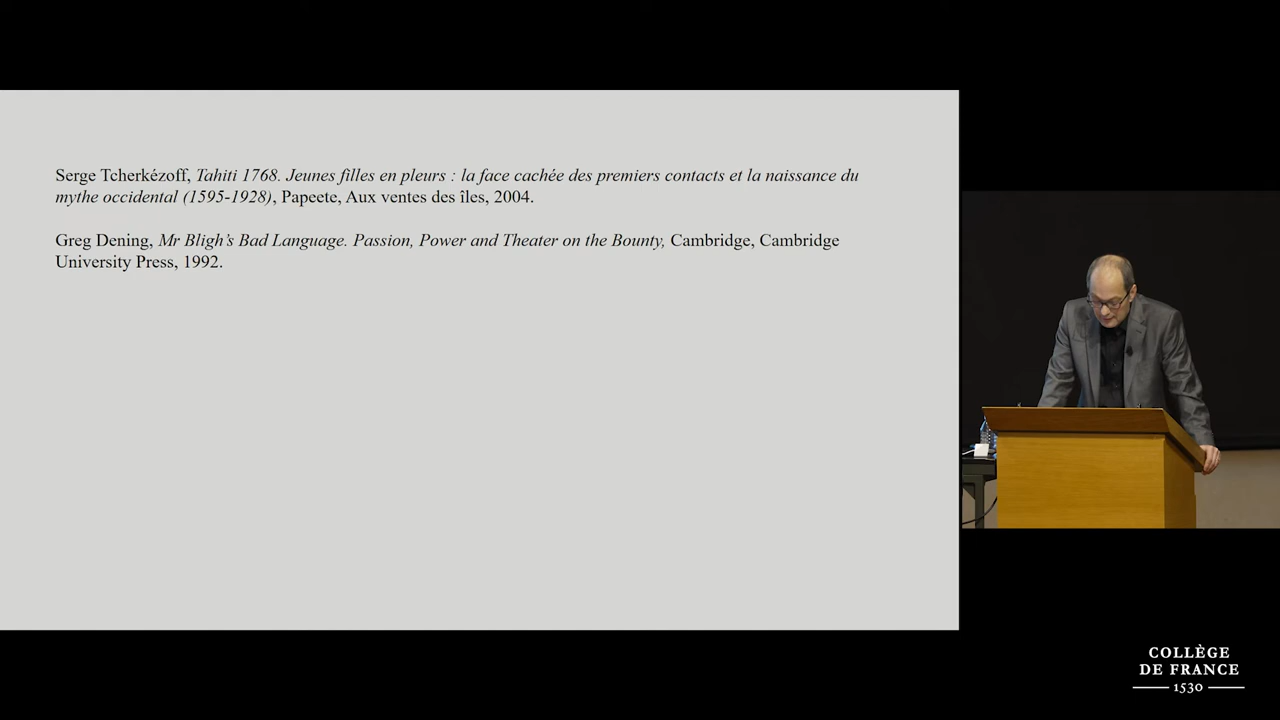 Serge Tcherkézoff, Tahiti 1768. Jeunes filles en pleurs : la face cachée des premiers contacts et la naissance du
mythe occidental (1595-1928), Papeete, Aux ventes des îles, 2004.
Greg Dening, Mr Bligh’s Bad Language. Passion, Power and Theater on the Bounty, Cambridge, Cambridge
University Press, 1992.
COLLÈGE
DE FRANCE
1530